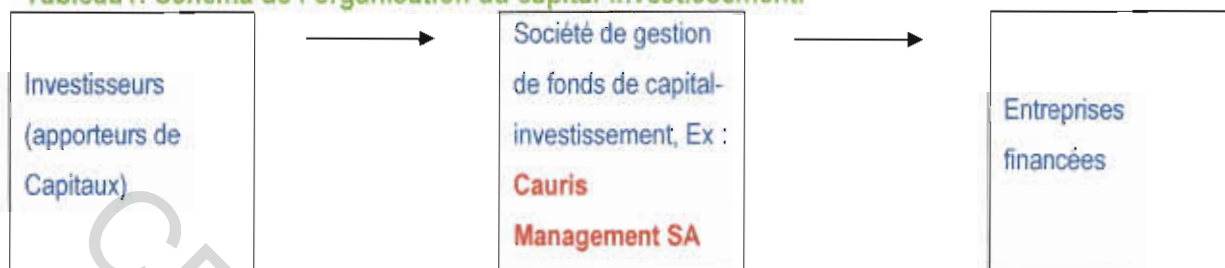 Investisseurs
(apporteurs de
Capitaux)
Société de gestion
de fonds de capital-
investissement, Ex :
Cauris
Management SA
Entreprises
financées